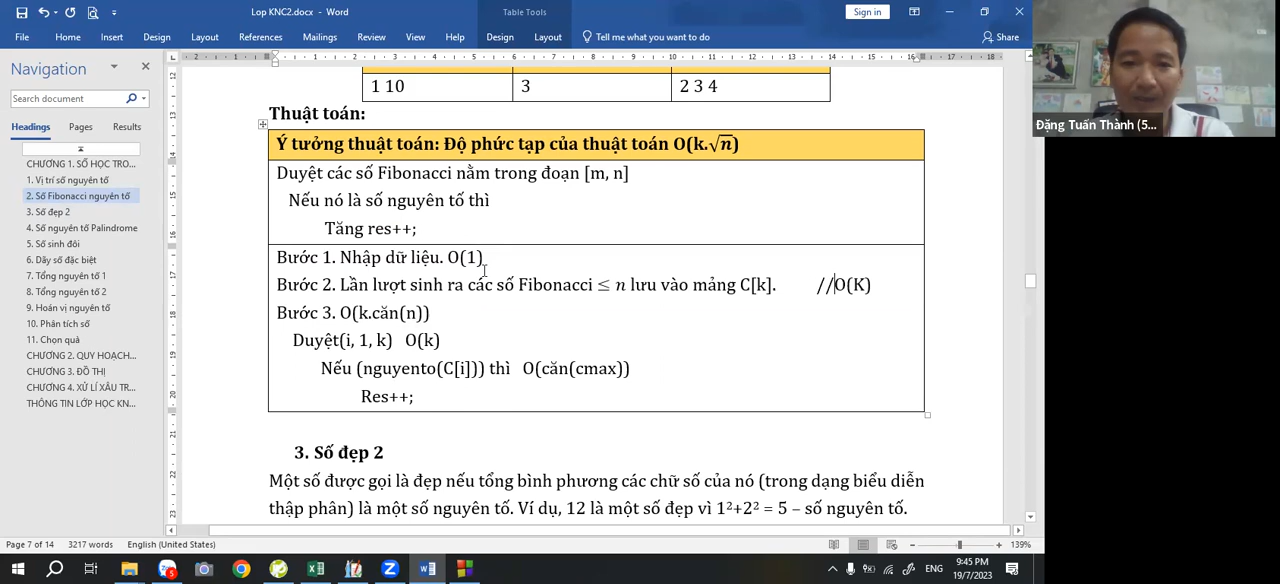 Lop KNC2.docx - Word
Table Tools
Sign in
File Home Insert Design Layout References Mailings Review View Help Design Layout Tell me what you want to do Share
Navigation
Search document
Headings Pages Results
CHƯƠNG 1. SỐ HỌC TRO...
1. Vị trí số nguyên tố
2. Số Fibonacci nguyên tố
3. Số đẹp 2
4. Số nguyên tố Palindrome
5. Số sinh đôi
6. Dãy số đặc biệt
7. Tổng nguyên tố 1
8. Tổng nguyên tố 2
9. Hoán vị nguyên tố
10. Phân tích số
11. Chọn quà
CHƯƠNG 2. QUY HOẠCH...
CHƯƠNG 3. ĐỒ THỊ
CHƯƠNG 4. XỬ LÍ XÂU TR...
THÔNG TIN LỚP HỌC KN...
1 10 3 2 3 4
Thuật toán:
Ý tưởng thuật toán: Độ phức tạp của thuật toán O(k.√n)
Duyệt các số Fibonacci nằm trong đoạn [m, n]
Nếu nó là số nguyên tố thì
Tăng res++;
Bước 1. Nhập dữ liệu. O(1)
Bước 2. Lần lượt sinh ra các số Fibonacci ≤ n lưu vào mảng C[k]. //O(K)
Bước 3. O(k.căn(n))
Duyệt(i, 1, k) O(k)
Nếu (nguyento(C[i])) thì O(căn(cmax))
Res++;
3. Số đẹp 2
Một số được gọi là đẹp nếu tổng bình phương các chữ số của nó (trong dạng biểu diễn
thập phân) là một số nguyên tố. Ví dụ, 12 là một số đẹp vì 1²+2² = 5 – số nguyên tố.
Đặng Tuấn Thành (5...
Page 7 of 14 3217 words English (United States) 139%
ENG
9:45 PM
19/7/2023